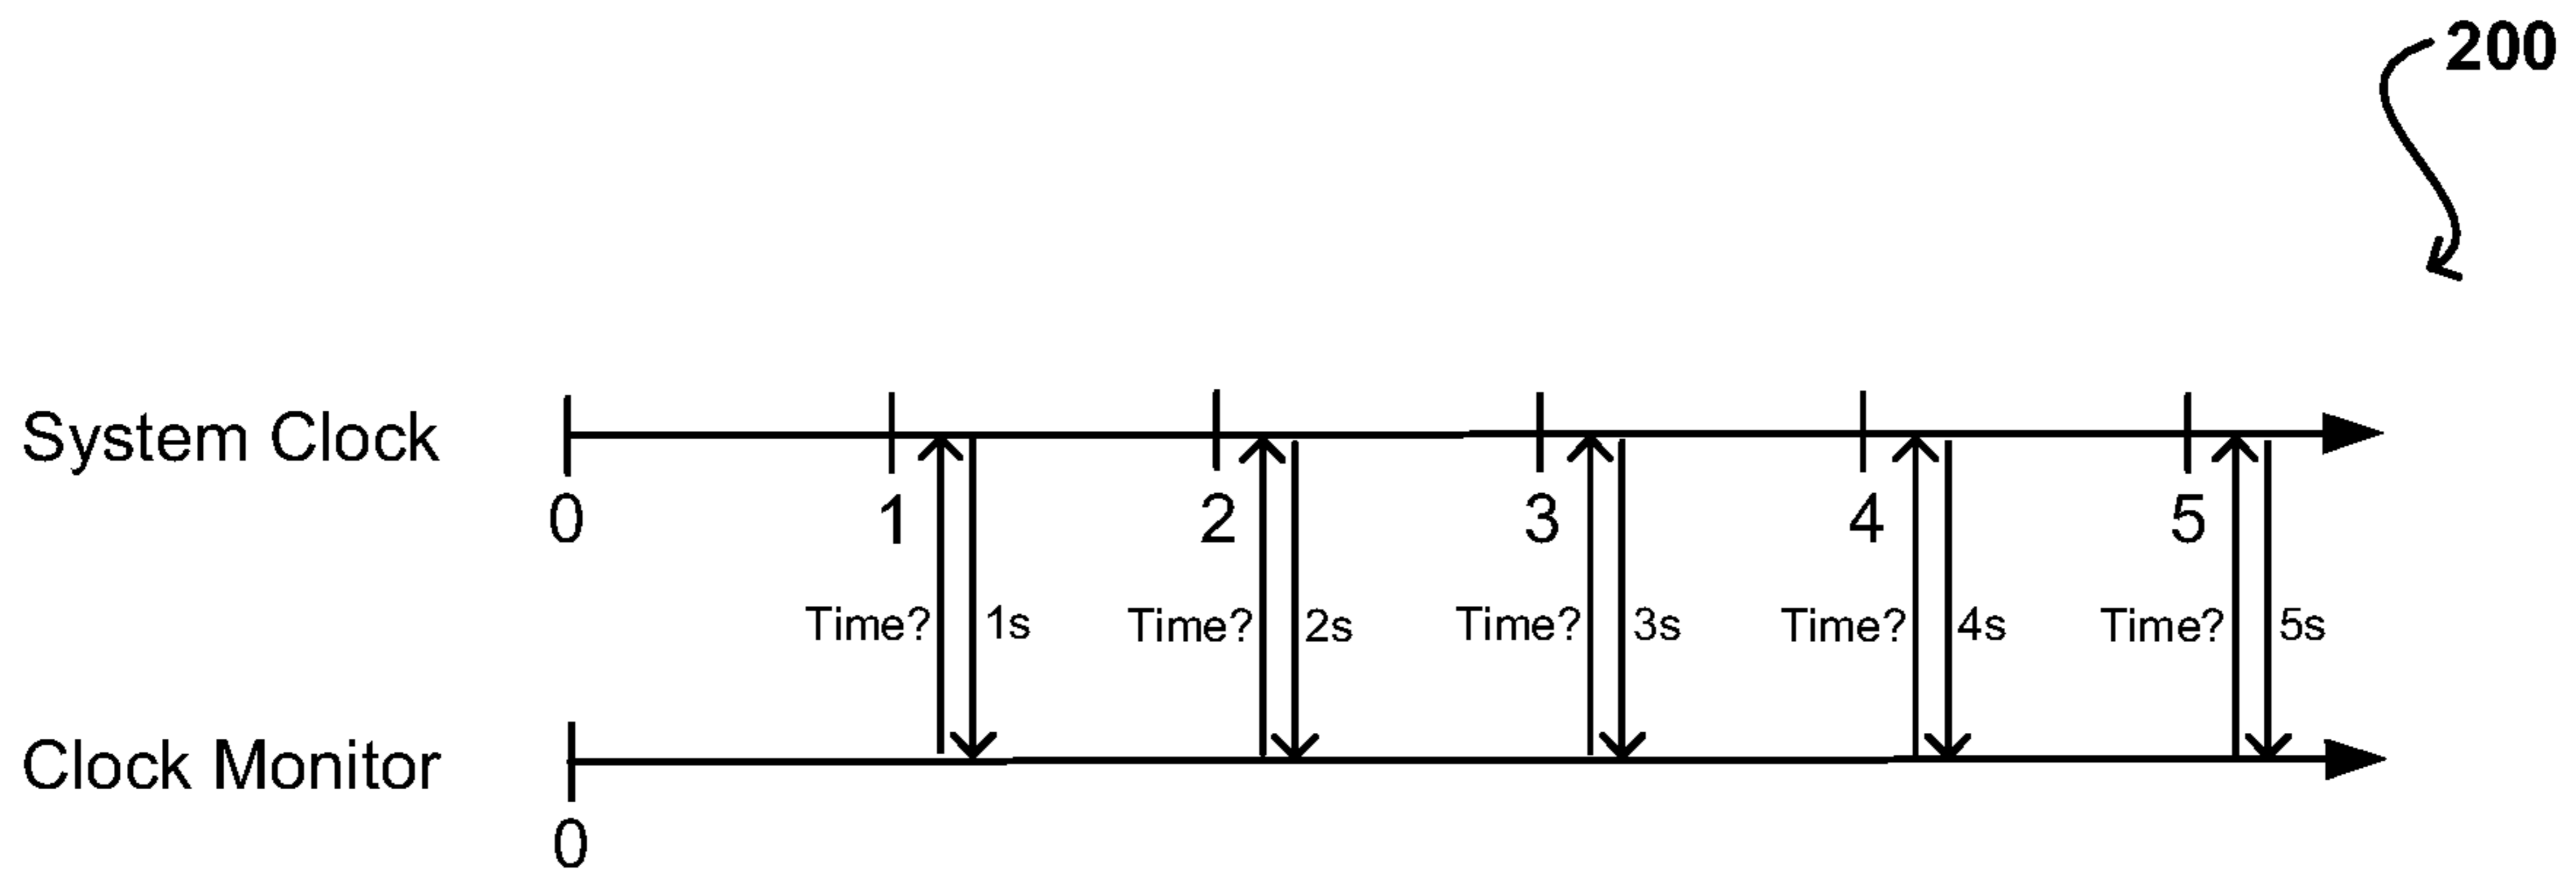 200
System Clock
0 1 2 3 4 5
Time? 1s Time? 2s Time? 3s Time? 4s Time? 5s
Clock Monitor
0